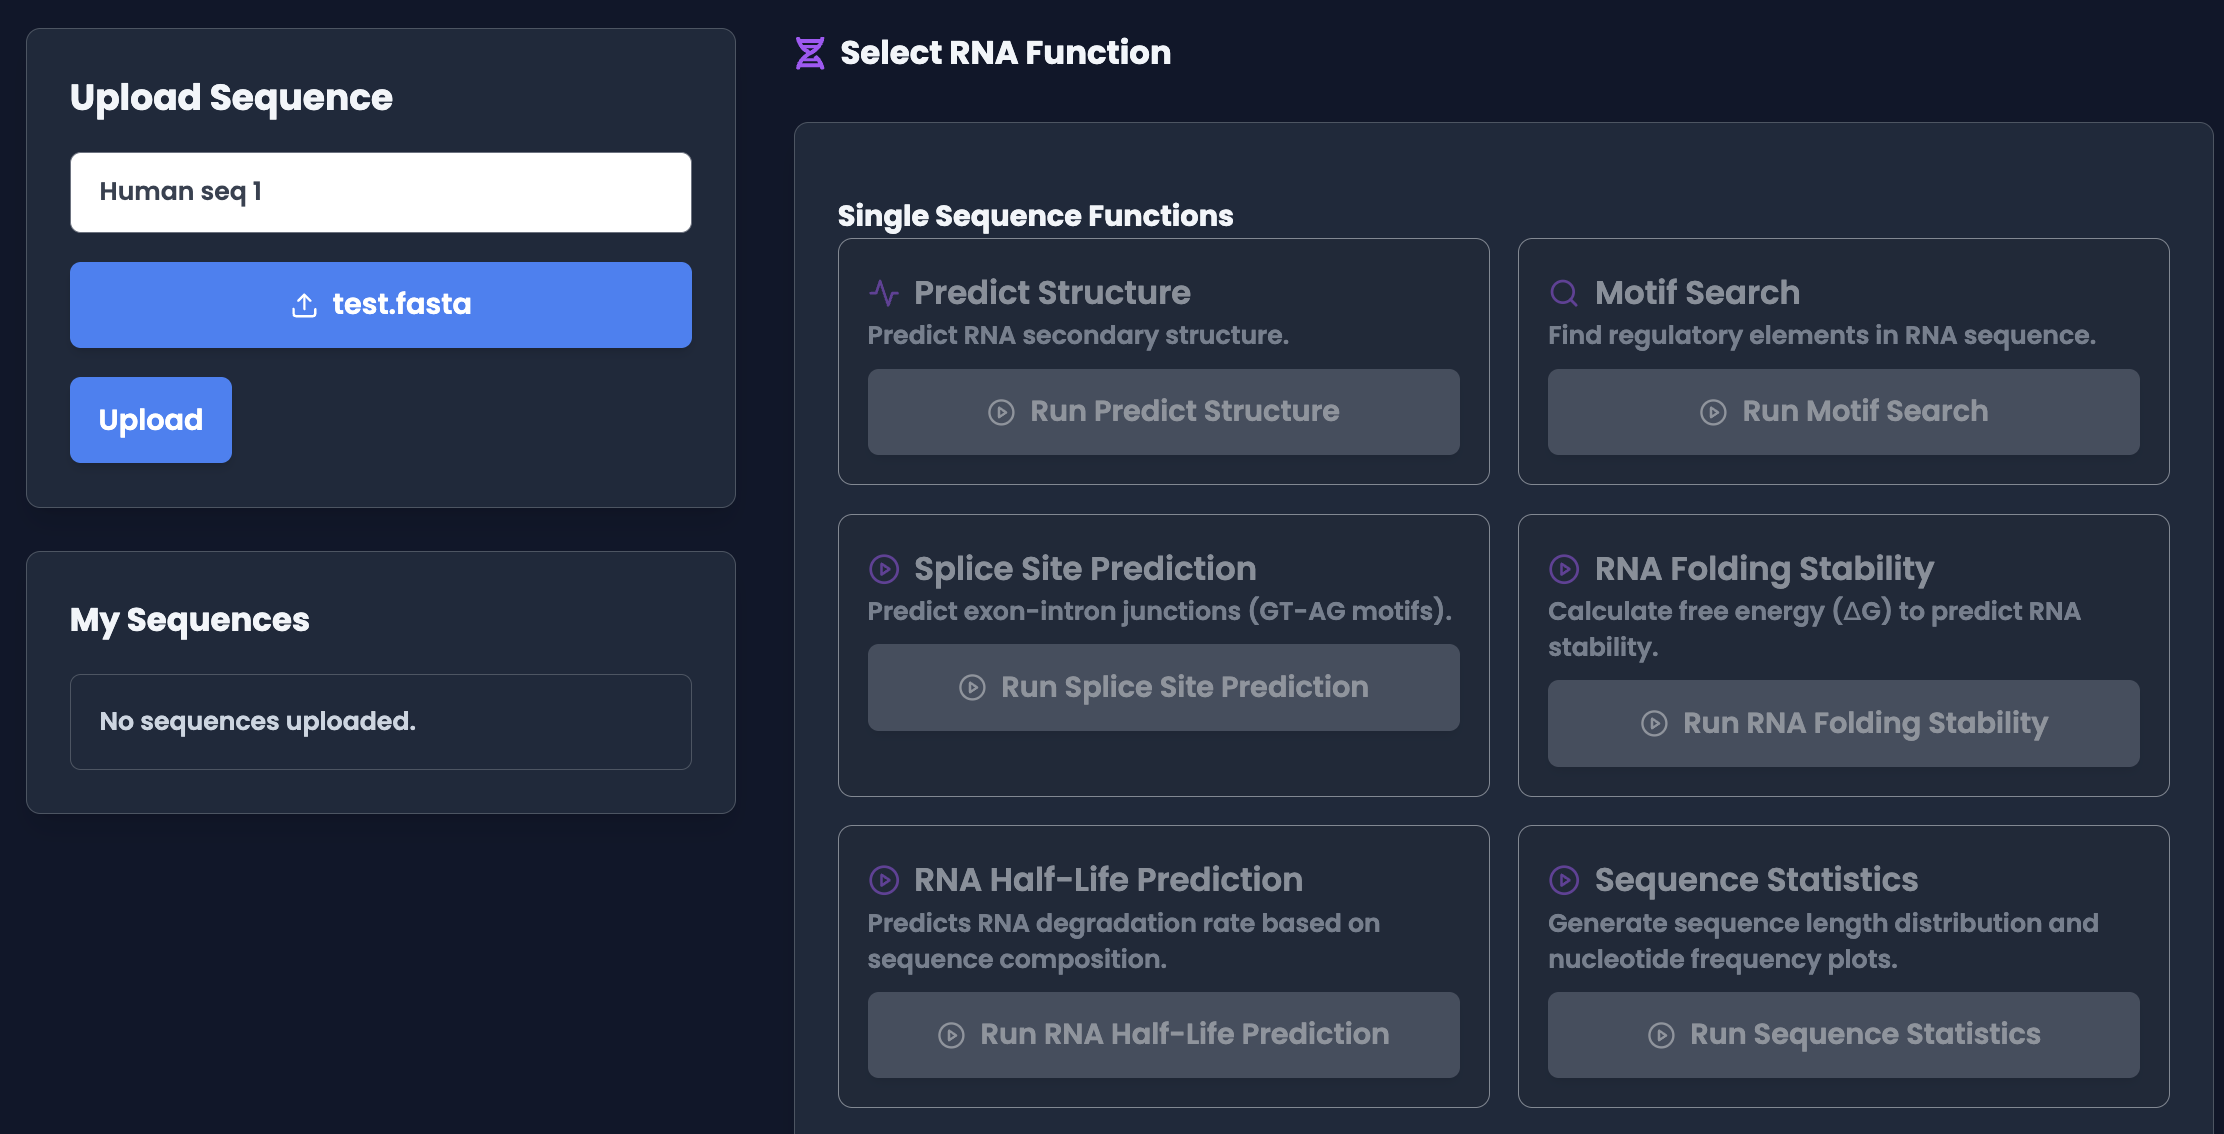 Upload Sequence
Human seq 1
test.fasta
Upload
My Sequences
No sequences uploaded.
Select RNA Function
Single Sequence Functions
Predict Structure
Predict RNA secondary structure.
Run Predict Structure
Motif Search
Find regulatory elements in RNA sequence.
Run Motif Search
Splice Site Prediction
Predict exon-intron junctions (GT-AG motifs).
Run Splice Site Prediction
RNA Folding Stability
Calculate free energy (ΔG) to predict RNA
stability.
Run RNA Folding Stability
RNA Half-Life Prediction
Predicts RNA degradation rate based on
sequence composition.
Run RNA Half-Life Prediction
Sequence Statistics
Generate sequence length distribution and
nucleotide frequency plots.
Run Sequence Statistics